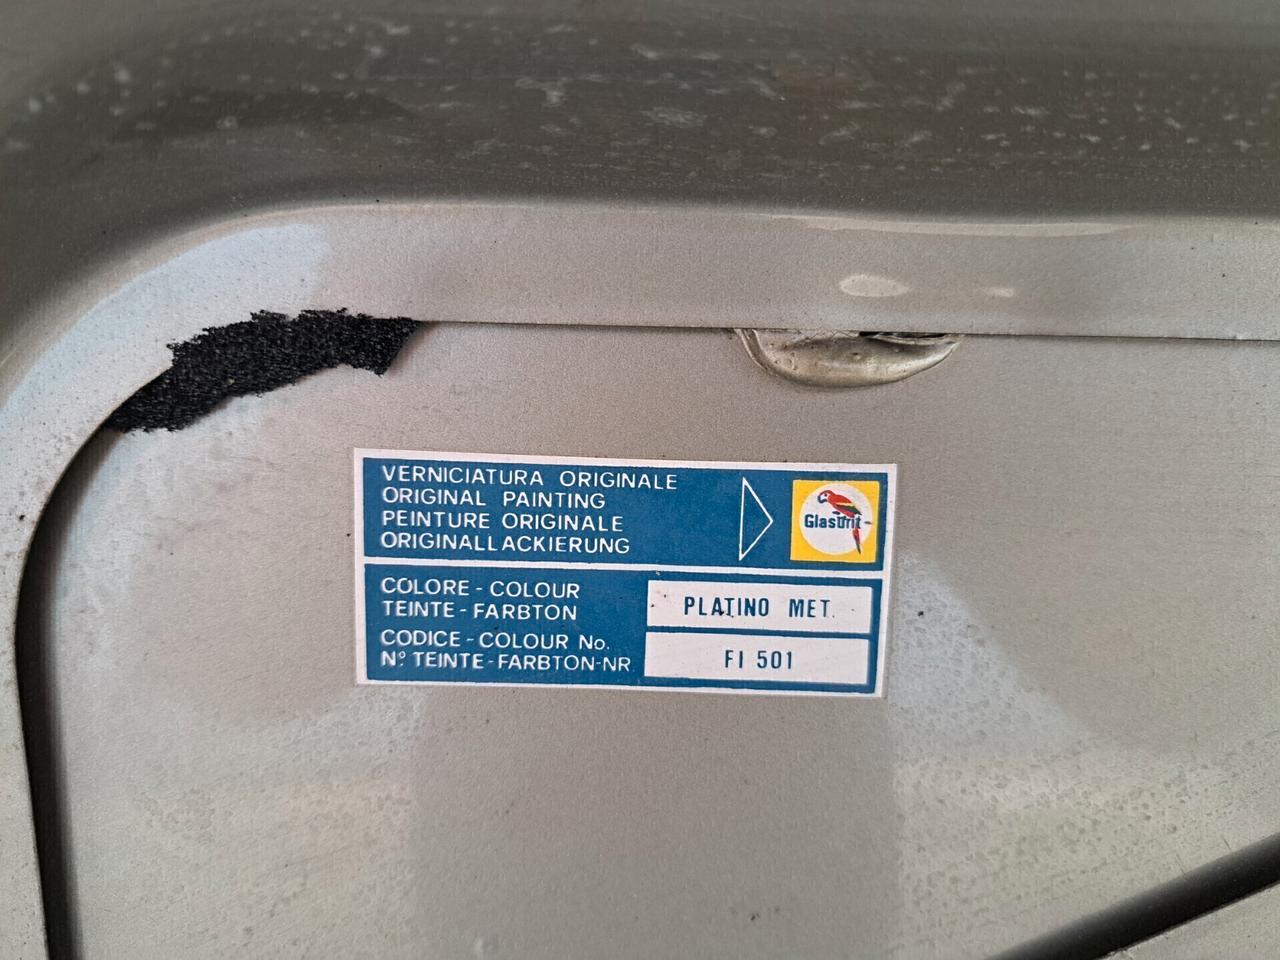 VERNICIATURA ORIGINALE
ORIGINAL PAINTING
PEINTURE ORIGINALE
ORIGINALLACKIERUNG
Glasurit
COLORE - COLOUR
TEINTE - FARBTON
PLATINO MET.
CODICE - COLOUR No.
N° TEINTE - FARBTON-NR.
FI 501